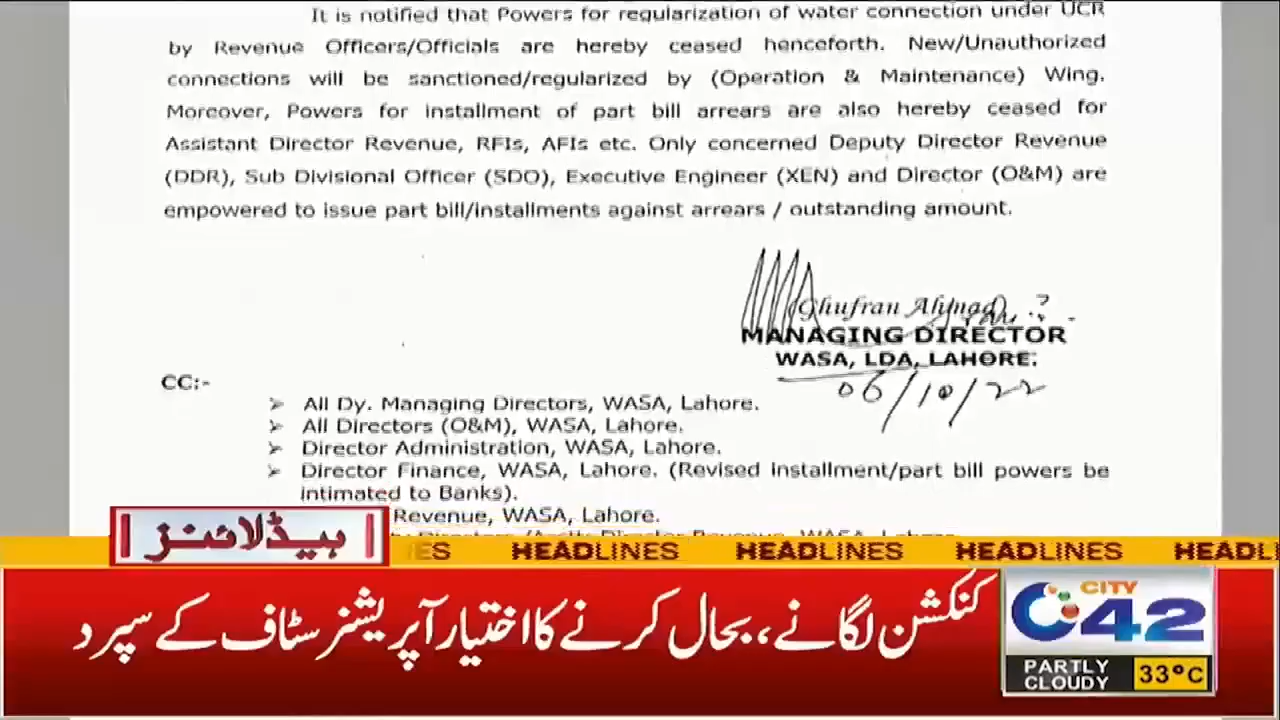 It is notified that Powers for regularization of water connection under UCR
by Revenue Officers/Officials are hereby ceased henceforth. New/Unauthorized
connections will be sanctioned/regularized by (Operation & Maintenance) Wing.
Moreover, Powers for installment of part bill arrears are also hereby ceased for
Assistant Director Revenue, RFIs, AFIs etc. Only concerned Deputy Director Revenue
(DDR), Sub Divisional Officer (SDO), Executive Engineer (XEN) and Director (O&M) are
empowered to issue part bill/installments against arrears / outstanding amount.
Ghufran Ahmad
MANAGING DIRECTOR
WASA, LDA, LAHORE.
06/10/22
CC:-
➢ All Dy. Managing Directors, WASA, Lahore.
➢ All Directors (O&M), WASA, Lahore.
➢ Director Administration, WASA, Lahore.
➢ Director Finance, WASA, Lahore. (Revised installment/part bill powers be
intimated to Banks).
Revenue, WASA, Lahore.
ہیڈلائنز
ES HEADLINES HEADLINES HEADLINES HEADL
کنکشن لگانے، بحال کرنے کا اختیار آپریشنر سٹاف کے سپرد
CITY
42
PARTLY
CLOUDY
33°C